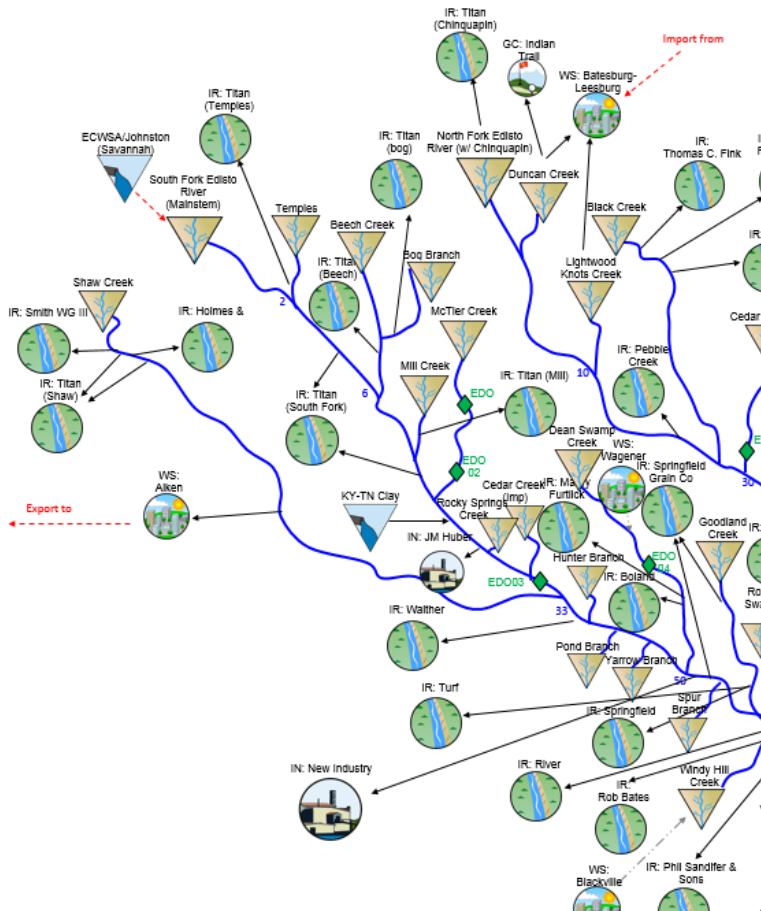 IR: Titan
(Chinquapin)
GC: Indian
Trail
Import from
WS: Batesburg-
Leesburg
IR: Titan
(Temples)
ECWSA/Johnston
(Savannah)
IR: Titan
(bog)
North Fork Edisto
River (w/ Chinquapin)
IR:
Thomas C. Fink
South Fork Edisto
River
(Mainstem)
Duncan Creek
Temples
Beech Creek
Black Creek
IR: Titan
(Beech)
Bog Branch
Lightwood
Knots Creek
Shaw Creek
2
IR: Smith WG III
IR: Holmes &
McTier Creek
Cedar
IR: Titan
(Shaw)
Mill Creek
10
IR: Pebble
Creek
IR: Titan
(South Fork)
6
IR: Titan (Mill)
EDO
Dean Swamp
Creek
WS:
Wagener
EDO
02
IR: Springfield
Grain Co
30
WS:
Aiken
Cedar Creek
(Imp)
Furtick
KY-TN Clay
Rocky Springs
Creek
Export to
Goodland
Creek
IN: JM Huber
Hunter Branch
EDO
04
EDO03
IR: Boland
IR: Walther
33
Pond Branch
Yarrow Branch
50
IR: Turf
Spur
Branch
IR: Springfield
IN: New Industry
IR: River
IR:
Rob Bates
Windy Hill
Creek
WS:
Blackville
IR: Phil Sandifer &
Sons